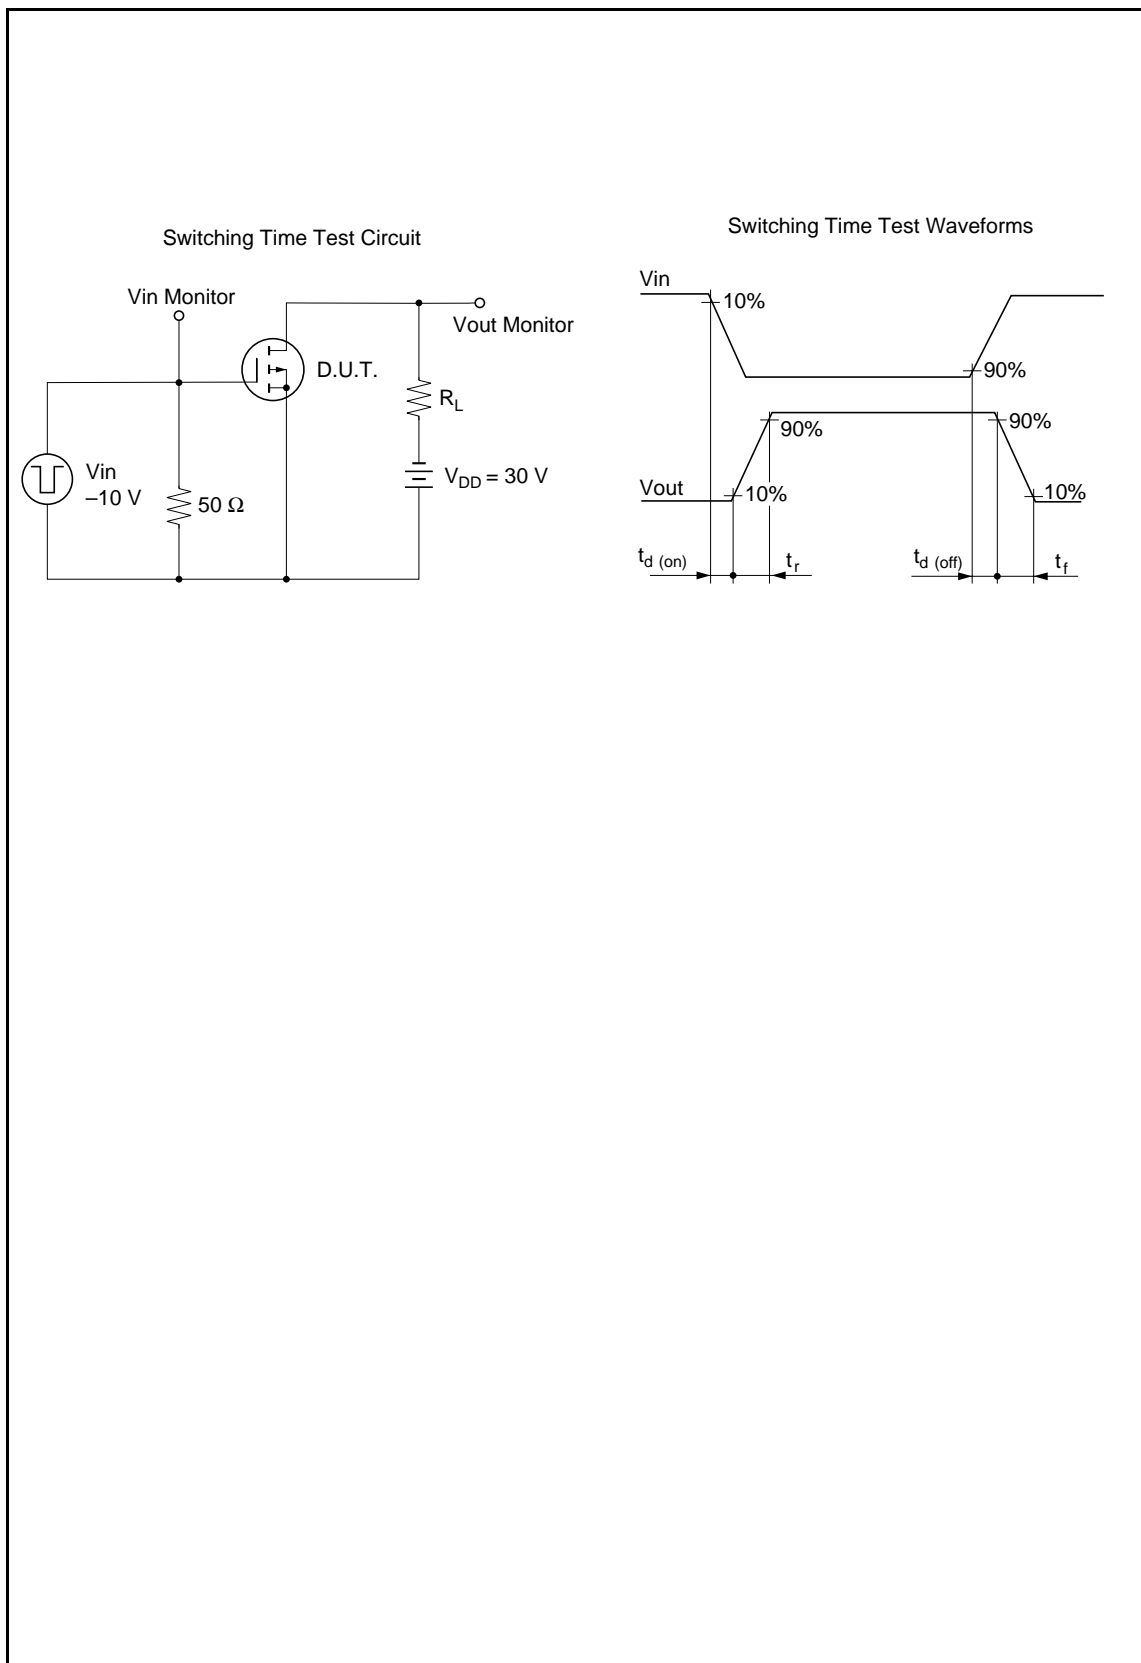 Switching Time Test Circuit
Vin Monitor
Vout Monitor
D.U.T.
R_L
Vin
–10 V
50 Ω
V_DD = 30 V
Switching Time Test Waveforms
Vin
10%
90%
90%
90%
Vout
10%
10%
t_d (on)
t_r
t_d (off)
t_f